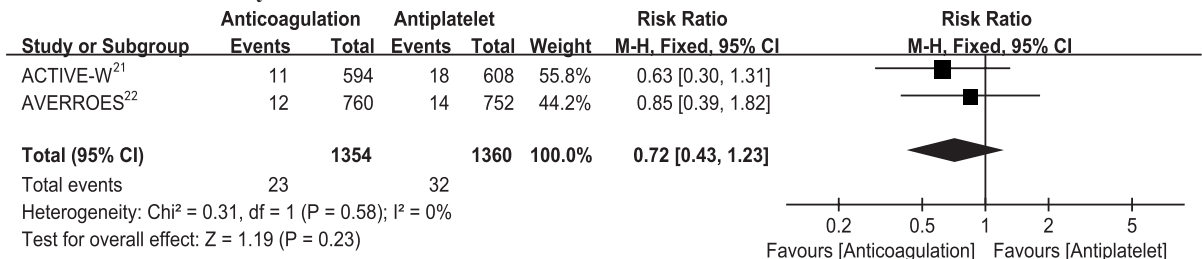 Anticoagulation Antiplatelet Risk Ratio Risk Ratio
Study or Subgroup Events Total Events Total Weight M-H, Fixed, 95% CI M-H, Fixed, 95% CI
ACTIVE-W²¹ 11 594 18 608 55.8% 0.63 [0.30, 1.31]
AVERROES²² 12 760 14 752 44.2% 0.85 [0.39, 1.82]
Total (95% CI) 1354 1360 100.0% 0.72 [0.43, 1.23]
Total events 23 32
Heterogeneity: Chi² = 0.31, df = 1 (P = 0.58); I² = 0%
Test for overall effect: Z = 1.19 (P = 0.23)
0.2 0.5 1 2 5
Favours [Anticoagulation] Favours [Antiplatelet]